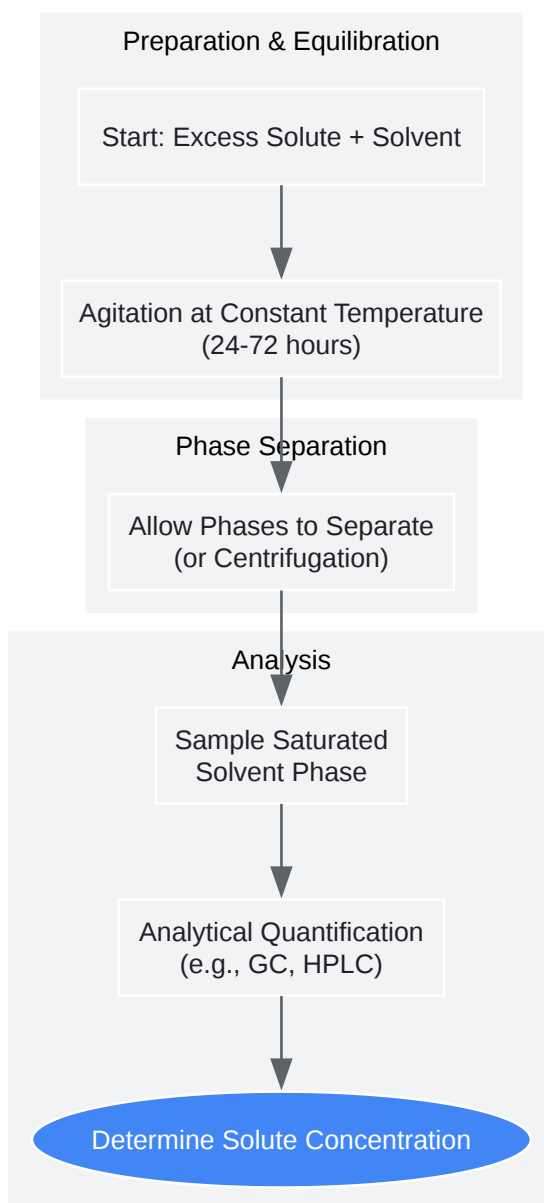 Preparation & Equilibration
Start: Excess Solute + Solvent
Agitation at Constant Temperature
(24-72 hours)
Phase Separation
Allow Phases to Separate
(or Centrifugation)
Analysis
Sample Saturated
Solvent Phase
Analytical Quantification
(e.g., GC, HPLC)
Determine Solute Concentration